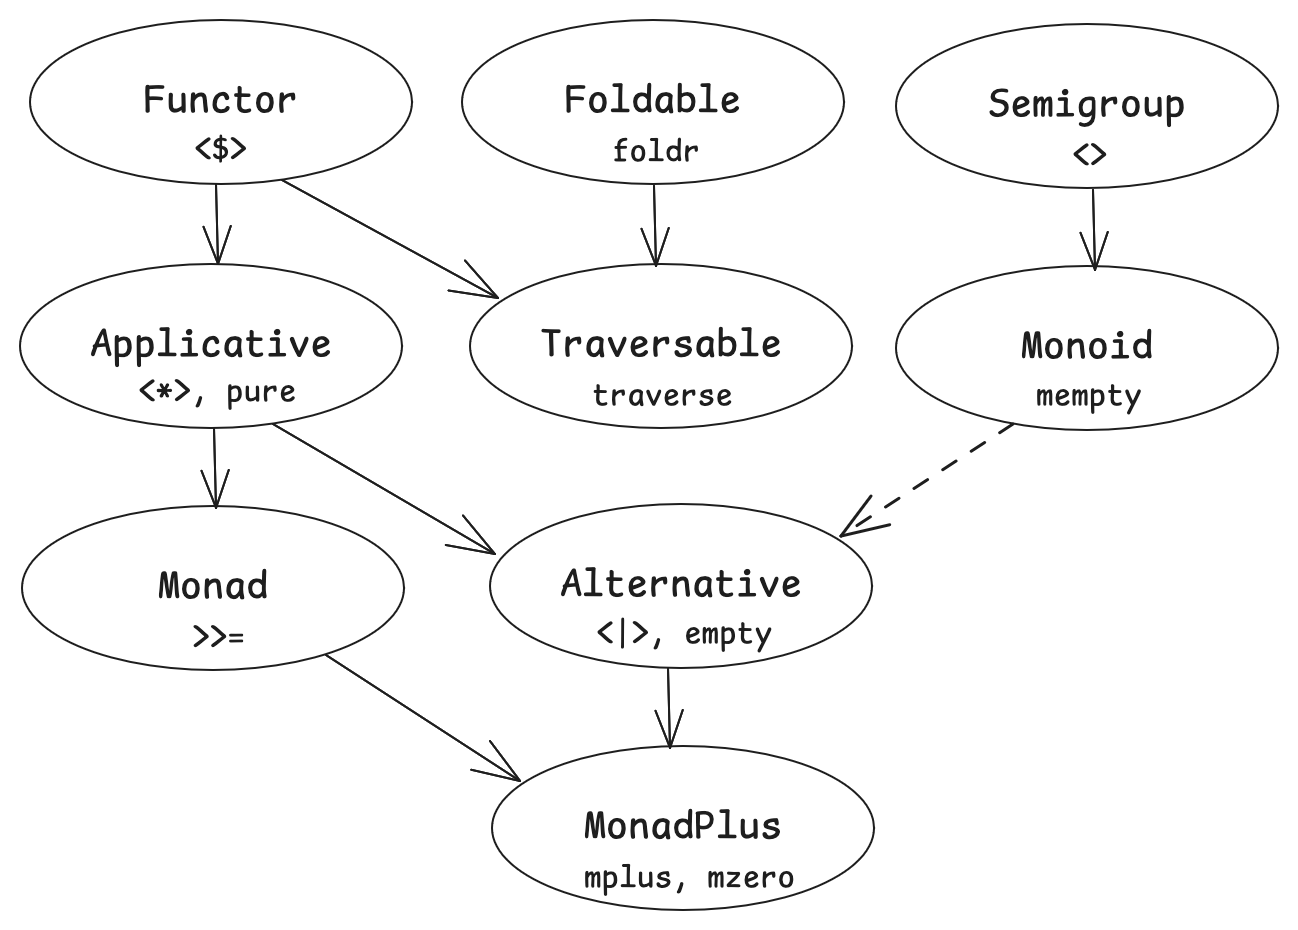 Functor
<$>
Foldable
foldr
Semigroup
<>
Applicative
<*>, pure
Traversable
traverse
Monoid
mempty
Monad
>>=
Alternative
<|>, empty
MonadPlus
mplus, mzero